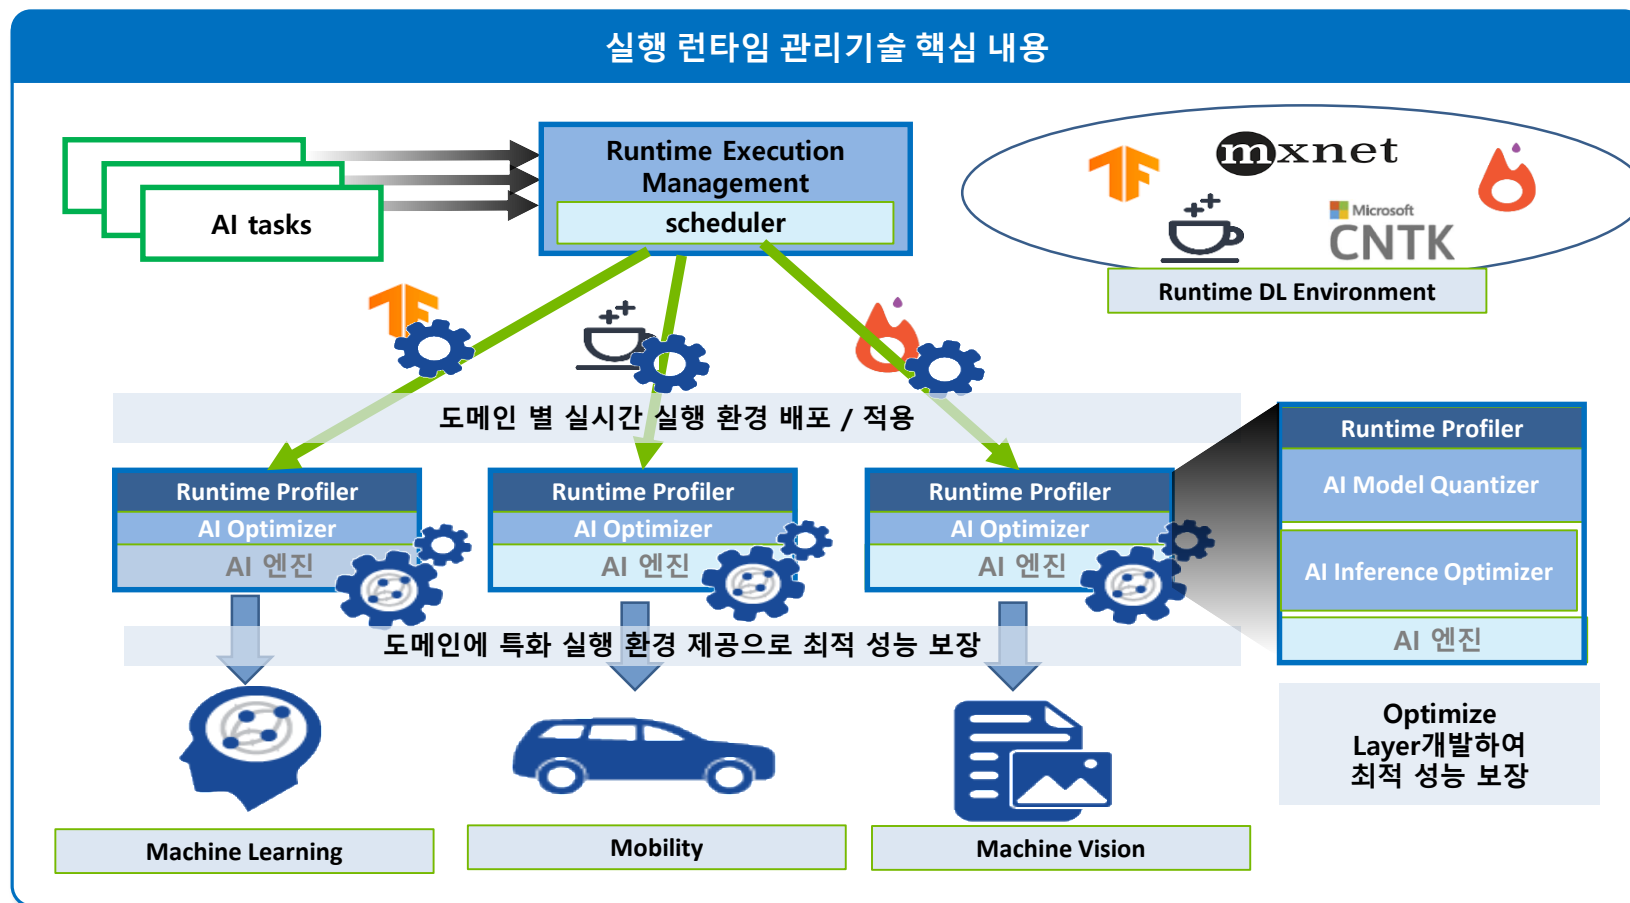 실행 런타임 관리기술 핵심 내용
AI tasks
Runtime Execution
Management
scheduler
mxnet
Microsoft
CNTK
Runtime DL Environment
도메인 별 실시간 실행 환경 배포 / 적용
Runtime Profiler
AI Optimizer
AI 엔진
Runtime Profiler
AI Optimizer
AI 엔진
Runtime Profiler
AI Optimizer
AI 엔진
Runtime Profiler
AI Model Quantizer
AI Inference Optimizer
AI 엔진
도메인에 특화 실행 환경 제공으로 최적 성능 보장
Optimize
Layer개발하여
최적 성능 보장
Machine Learning
Mobility
Machine Vision